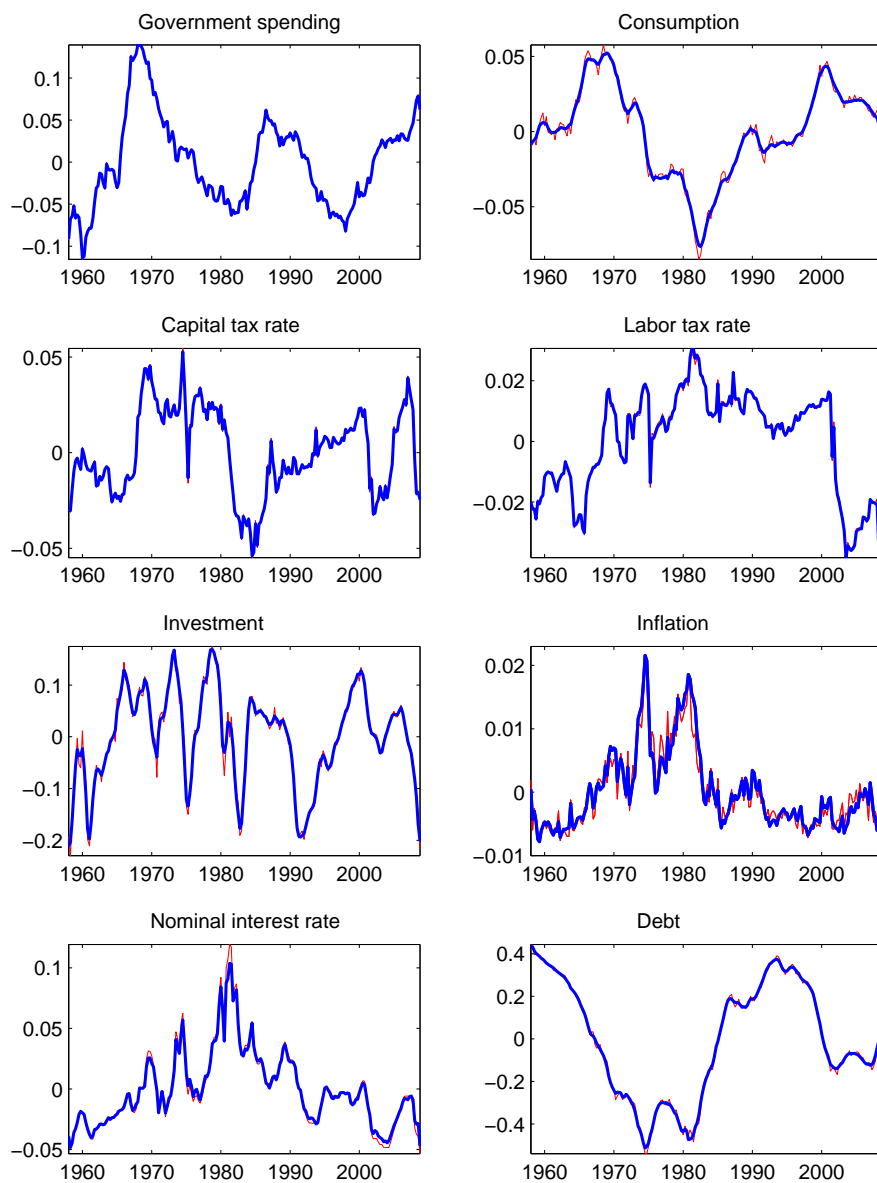 Government spending
0.1
0.05
0
−0.05
−0.1
1960 1970 1980 1990 2000
Consumption
0.05
0
−0.05
1960 1970 1980 1990 2000
Capital tax rate
0.05
0
−0.05
1960 1970 1980 1990 2000
Labor tax rate
0.02
0
−0.02
1960 1970 1980 1990 2000
Investment
0.1
0
−0.1
−0.2
1960 1970 1980 1990 2000
Inflation
0.02
0.01
0
−0.01
1960 1970 1980 1990 2000
Nominal interest rate
0.1
0.05
0
−0.05
1960 1970 1980 1990 2000
Debt
0.4
0.2
0
−0.2
−0.4
1960 1970 1980 1990 2000